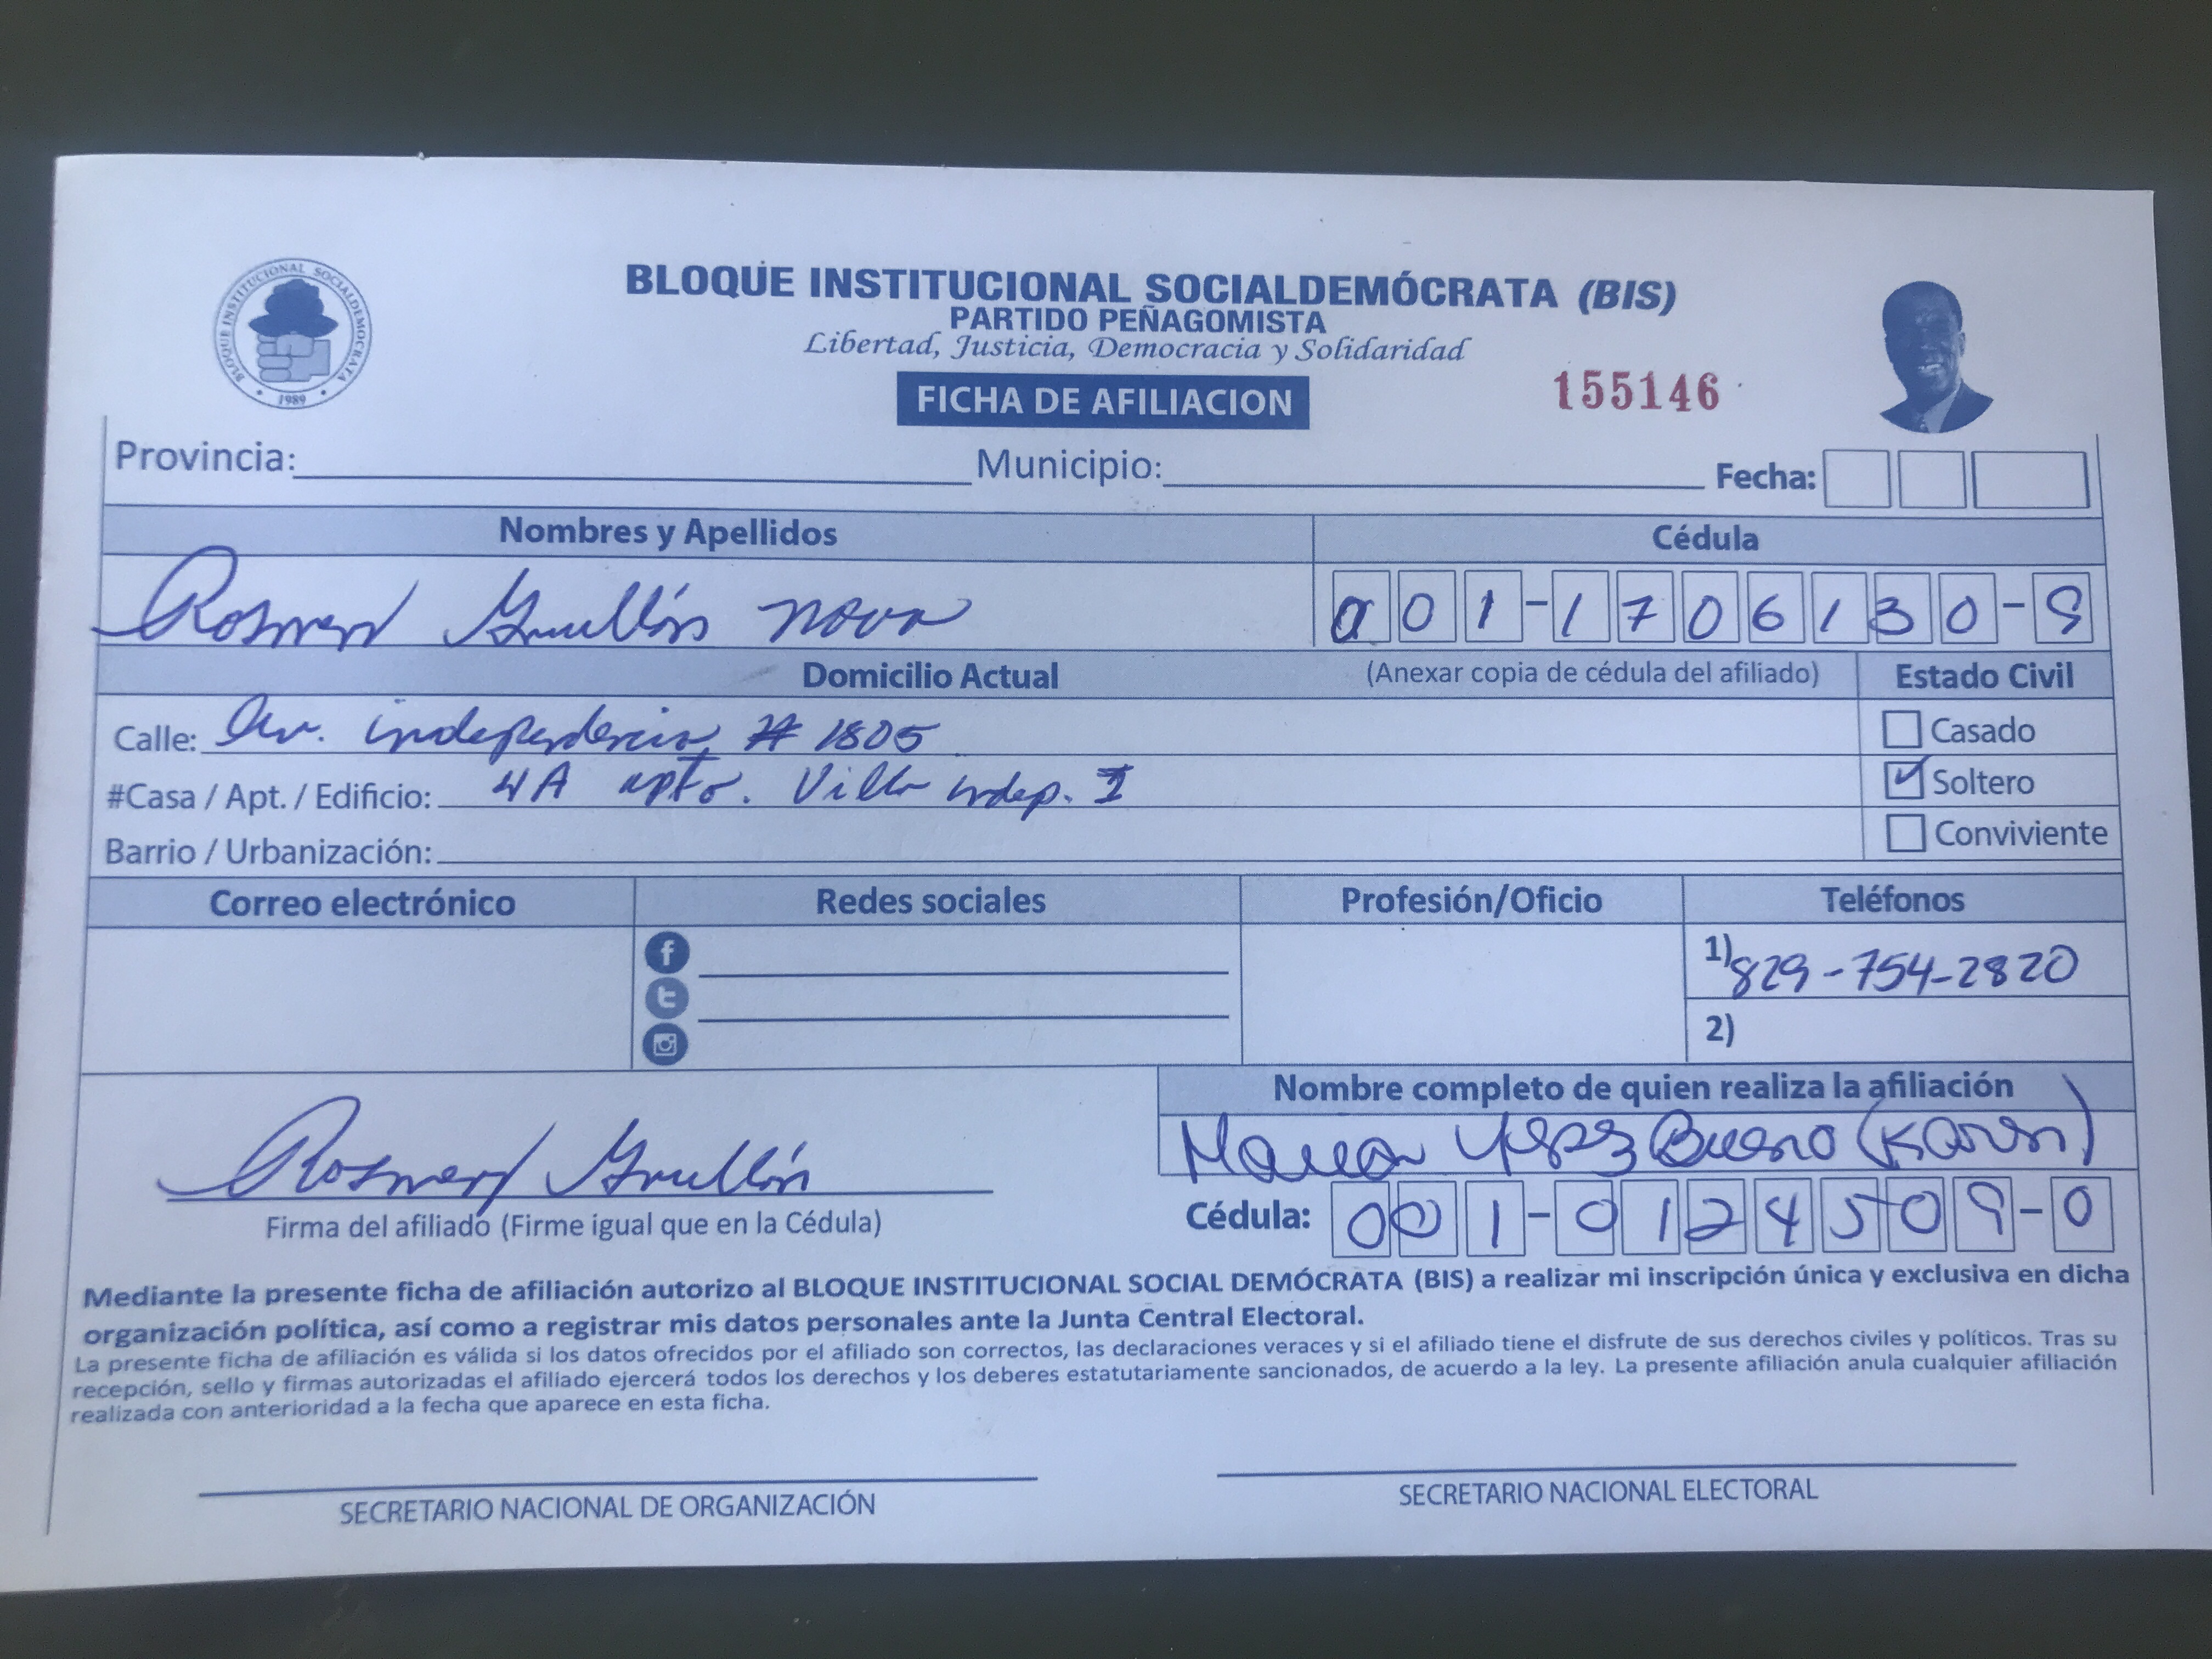 BLOQUE INSTITUCIONAL SOCIALDEMÓCRATA (BIS)
PARTIDO PEÑAGOMISTA
Libertad, Justicia, Democracia y Solidaridad
BLOQUE INSTITUCIONAL SOCIALDEMOCRATA
1989
FICHA DE AFILIACION
155146
Provincia: Municipio: Fecha:
Nombres y Apellidos Cédula
Rosmery Grullón Nova 001-1706130-9
Domicilio Actual (Anexar copia de cédula del afiliado) Estado Civil
Calle: Av. independencia # 1805 Casado
#Casa / Apt. / Edificio: 4A apto. Villa indep. I Soltero
Barrio / Urbanización: Conviviente
Correo electrónico Redes sociales Profesión/Oficio Teléfonos
1) 829-754-2820
2)
Nombre completo de quien realiza la afiliación
Bueno (Karen)
Rosmery Grullón
Cédula: 001-0124509-0
Firma del afiliado (Firme igual que en la Cédula)
Mediante la presente ficha de afiliación autorizo al BLOQUE INSTITUCIONAL SOCIAL DEMÓCRATA (BIS) a realizar mi inscripción única y exclusiva en dicha
organización política, así como a registrar mis datos personales ante la Junta Central Electoral.
La presente ficha de afiliación es válida si los datos ofrecidos por el afiliado son correctos, las declaraciones veraces y si el afiliado tiene el disfrute de sus derechos civiles y políticos. Tras su
recepción, sello y firmas autorizadas el afiliado ejercerá todos los derechos y los deberes estatutariamente sancionados, de acuerdo a la ley. La presente afiliación anula cualquier afiliación
realizada con anterioridad a la fecha que aparece en esta ficha.
SECRETARIO NACIONAL DE ORGANIZACIÓN SECRETARIO NACIONAL ELECTORAL